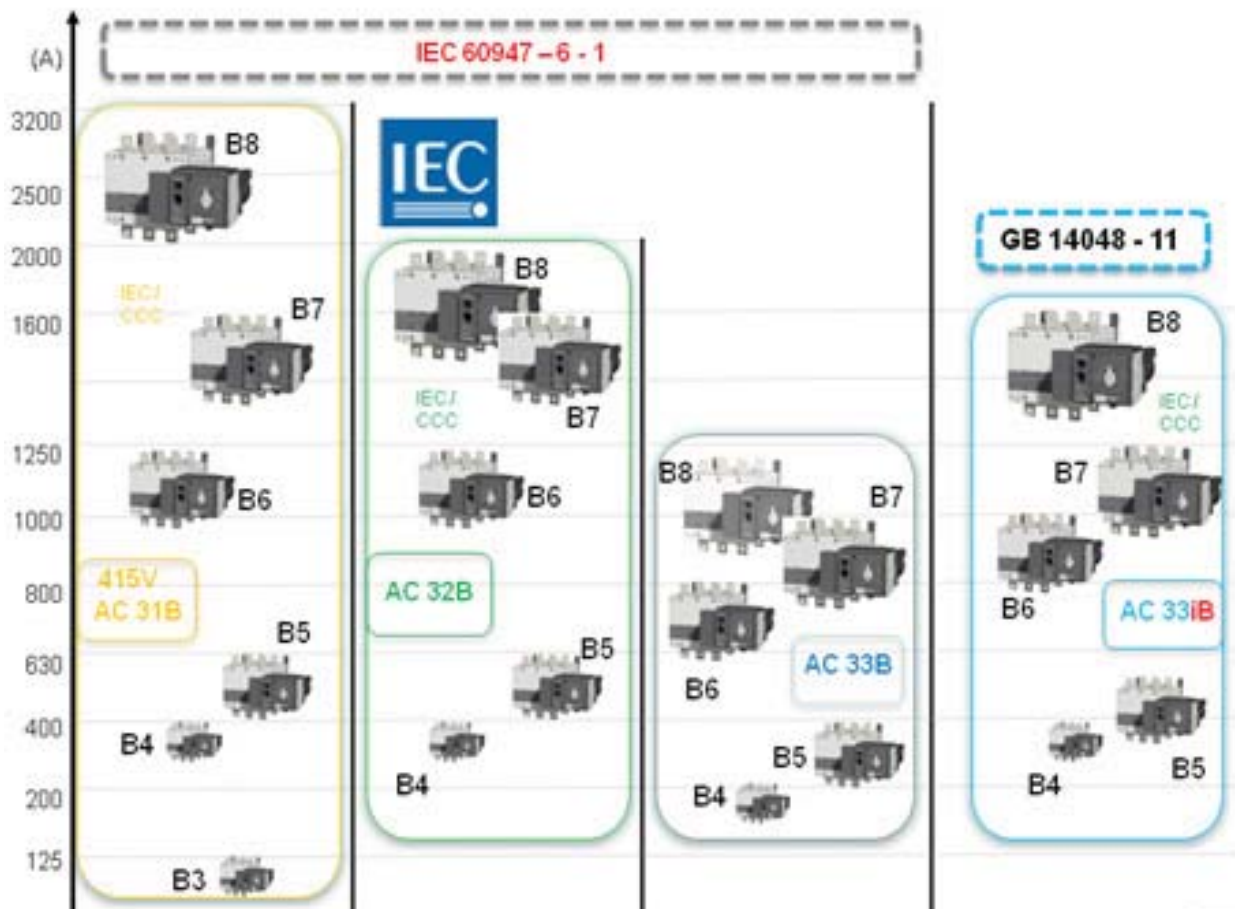 (A)
IEC 60947 – 6 - 1
3200
2500
2000
1600
1250
1000
800
630
400
200
125
B8
IEC /
CCC
B7
B6
415V
AC 31B
B5
B4
B3
IEC
B8
B7
IEC /
CCC
B6
AC 32B
B5
B4
B8
B7
B6
AC 33B
B5
B4
GB 14048 - 11
B8
IEC /
CCC
B7
B6
AC 33iB
B4
B5